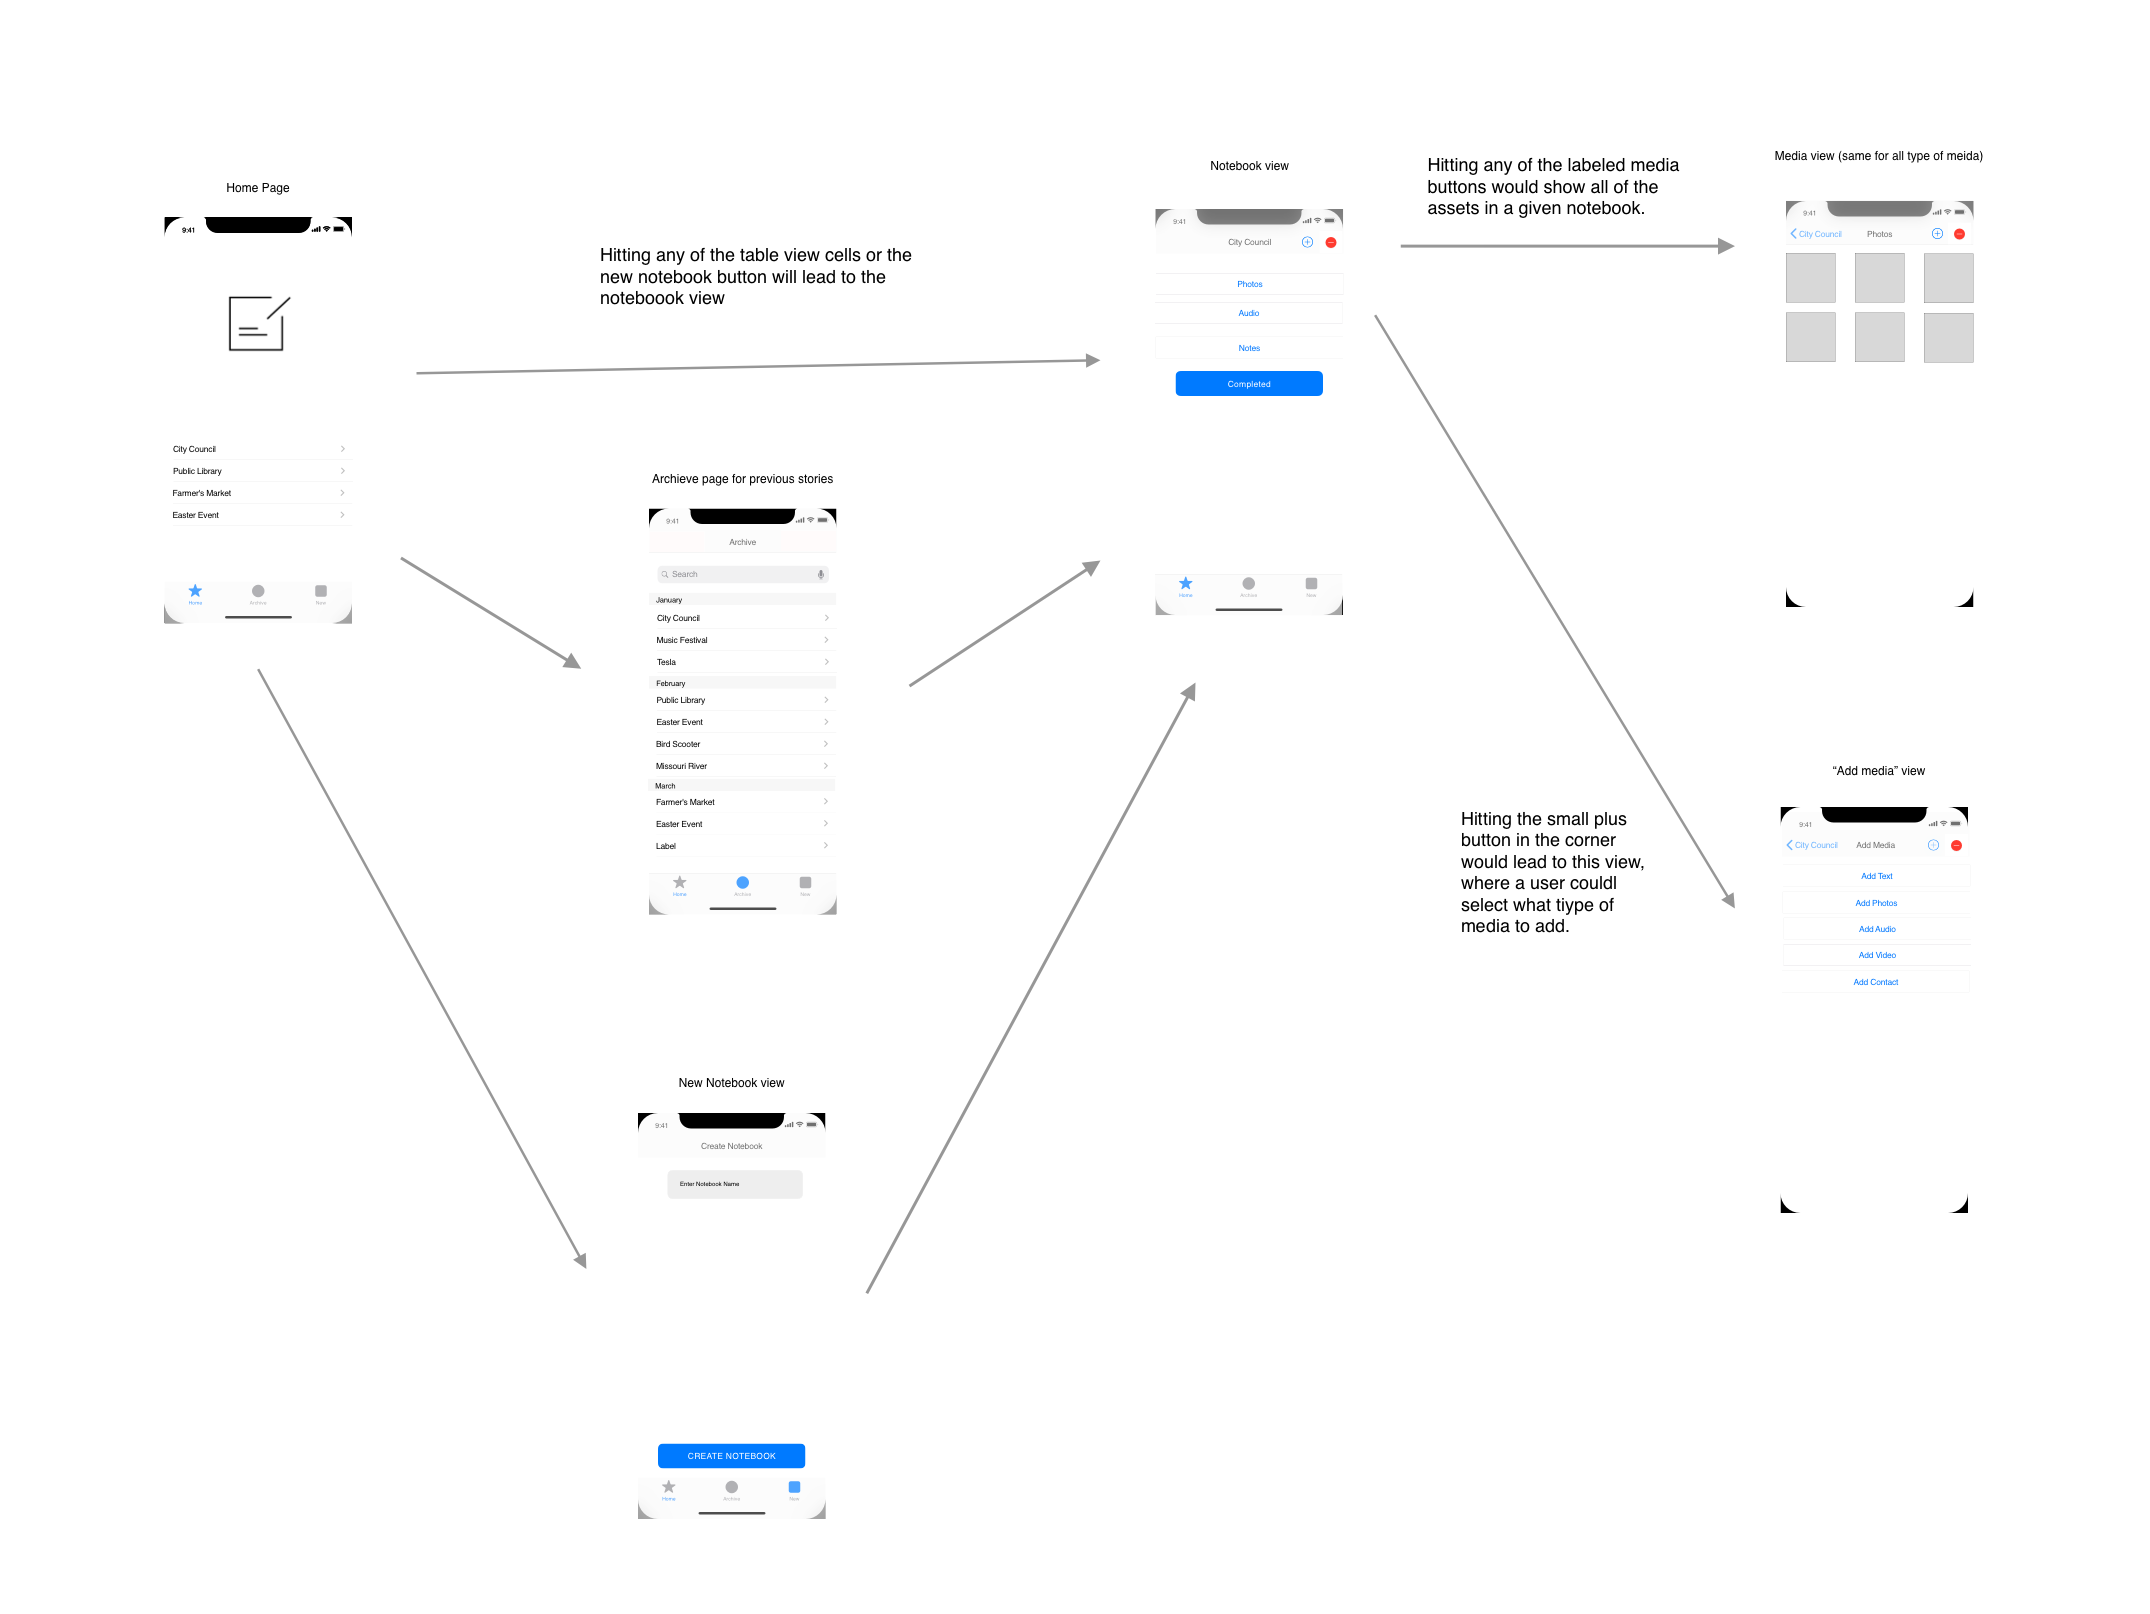 Home Page
9:41
City Council
Public Library
Farmer's Market
Easter Event
Home
Archive
New
Hitting any of the table view cells or the
new notebook button will lead to the
noteboook view
Archieve page for previous stories
9:41
Archive
Search
January
City Council
Music Festival
Tesla
February
Public Library
Easter Event
Bird Scooter
Missouri River
March
Farmer's Market
Easter Event
Label
Home
Archive
New
New Notebook view
9:41
Create Notebook
Enter Notebook Name
CREATE NOTEBOOK
Home
Archive
New
Notebook view
9:41
City Council
Photos
Audio
Notes
Completed
Home
Archive
New
Hitting any of the labeled media
buttons would show all of the
assets in a given notebook.
Media view (same for all type of meida)
9:41
City Council
Photos
Hitting the small plus
button in the corner
would lead to this view,
where a user couldl
select what tiype of
media to add.
“Add media” view
9:41
City Council
Add Media
Add Text
Add Photos
Add Audio
Add Video
Add Contact